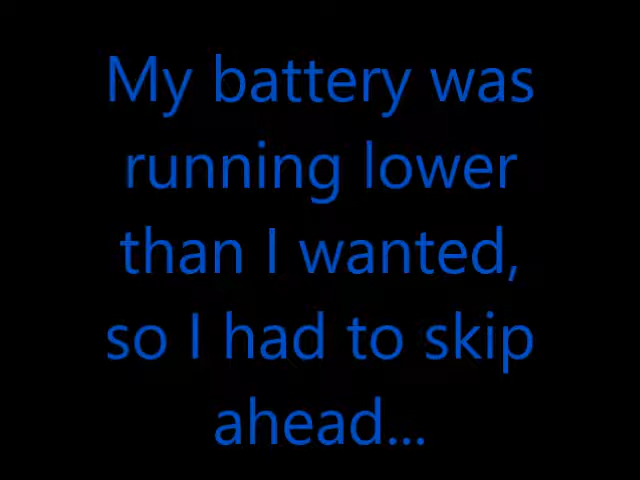 My battery was
running lower
than I wanted,
so I had to skip
ahead...